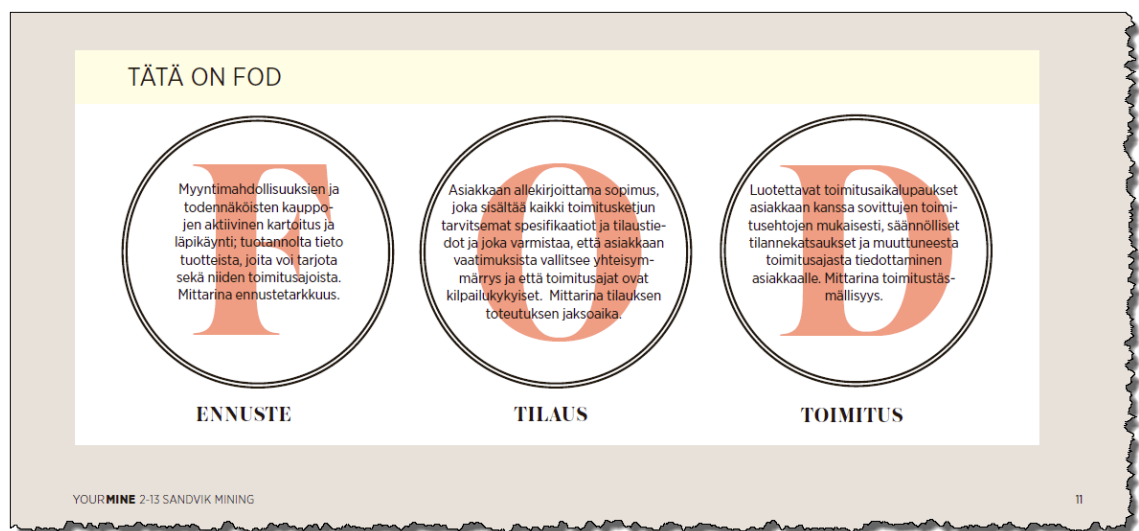 TÄTÄ ON FOD
F
Myyntimahdollisuuksien ja
todennäköisten kauppo-
jen aktiivinen kartoitus ja
läpikäynti; tuotannolta tieto
tuotteista, joita voi tarjota
sekä niiden toimitusajoista.
Mittarina ennustetarkkuus.
ENNUSTE
O
Asiakkaan allekirjoittama sopimus,
joka sisältää kaikki toimitusketjun
tarvitsemat spesifikaatiot ja tilaustie-
dot ja joka varmistaa, että asiakkaan
vaatimuksista vallitsee yhteisym-
märrys ja että toimitusajat ovat
kilpailukykyiset. Mittarina tilauksen
toteutuksen jaksoaika.
TILAUS
D
Luotettavat toimitusaikalupaukset
asiakkaan kanssa sovittujen toimi-
tusehtojen mukaisesti, säännölliset
tilannekatsaukset ja muuttuneesta
toimitusajasta tiedottaminen
asiakkaalle. Mittarina toimitustäs-
mällisyys.
TOIMITUS
YOURMINE 2-13 SANDVIK MINING
11